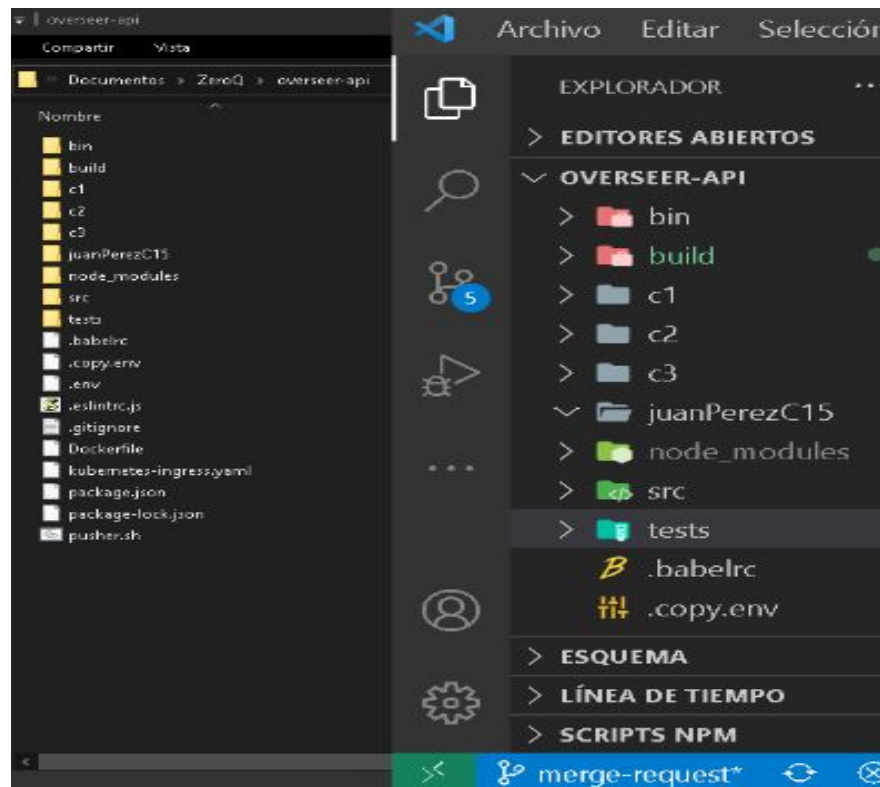 overseer-api
Compartir Vista
Documentos > ZeroQ > overseer-api
Nombre
bin
build
c1
c2
c3
juanPerezC15
node_modules
src
tests
.babelrc
.copy.env
.env
.eslintrc.js
.gitignore
Dockerfile
kubernetes-ingress.yaml
package.json
package-lock.json
pusher.sh
Archivo Editar Selección
EXPLORADOR ...
> EDITORES ABIERTOS
OVERSEER-API
> bin
> build
> c1
> c2
> c3
juanPerezC15
> node_modules
> src
> tests
.babelrc
.copy.env
> ESQUEMA
> LÍNEA DE TIEMPO
> SCRIPTS NPM
5
merge-request*